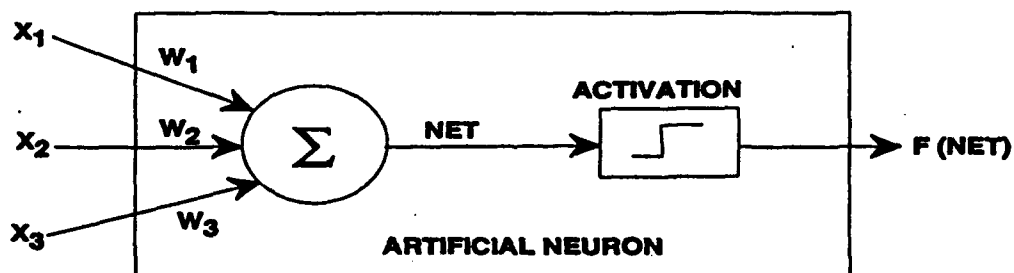 X1
W1
ACTIVATION
X2
W2
Σ
NET
F (NET)
X3
W3
ARTIFICIAL NEURON